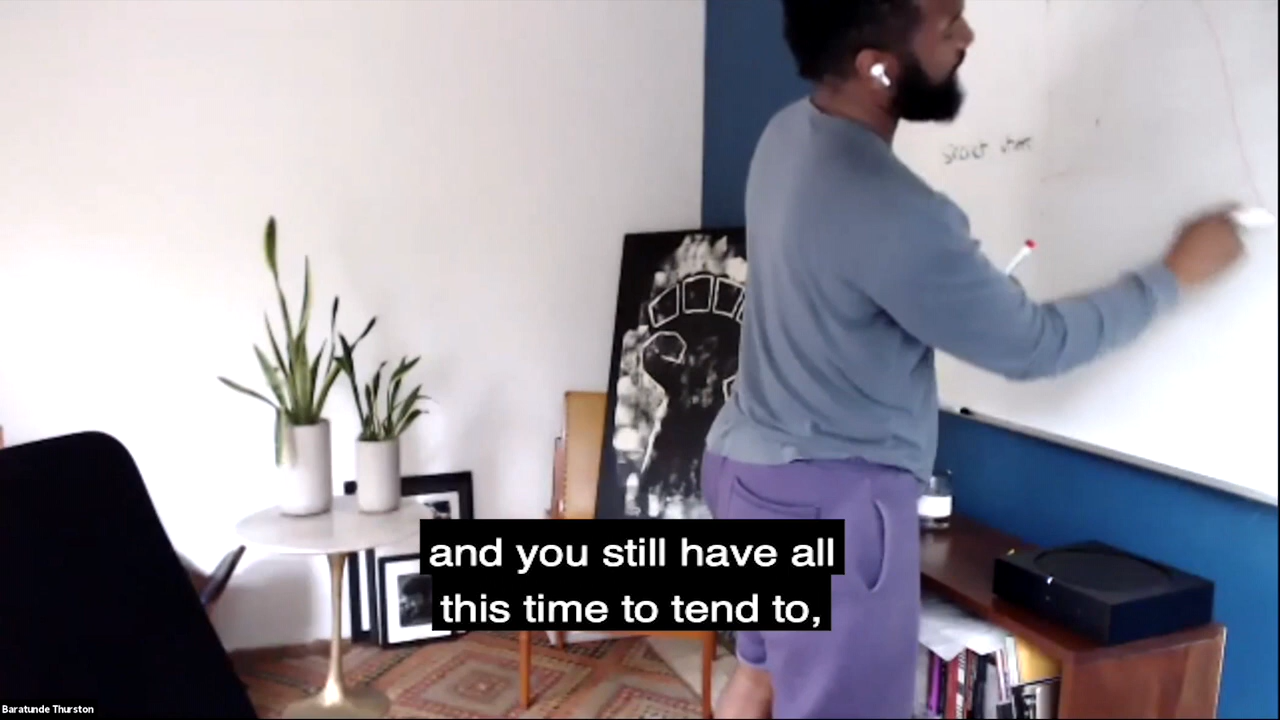 and you still have all
this time to tend to,
Baratunde Thurston